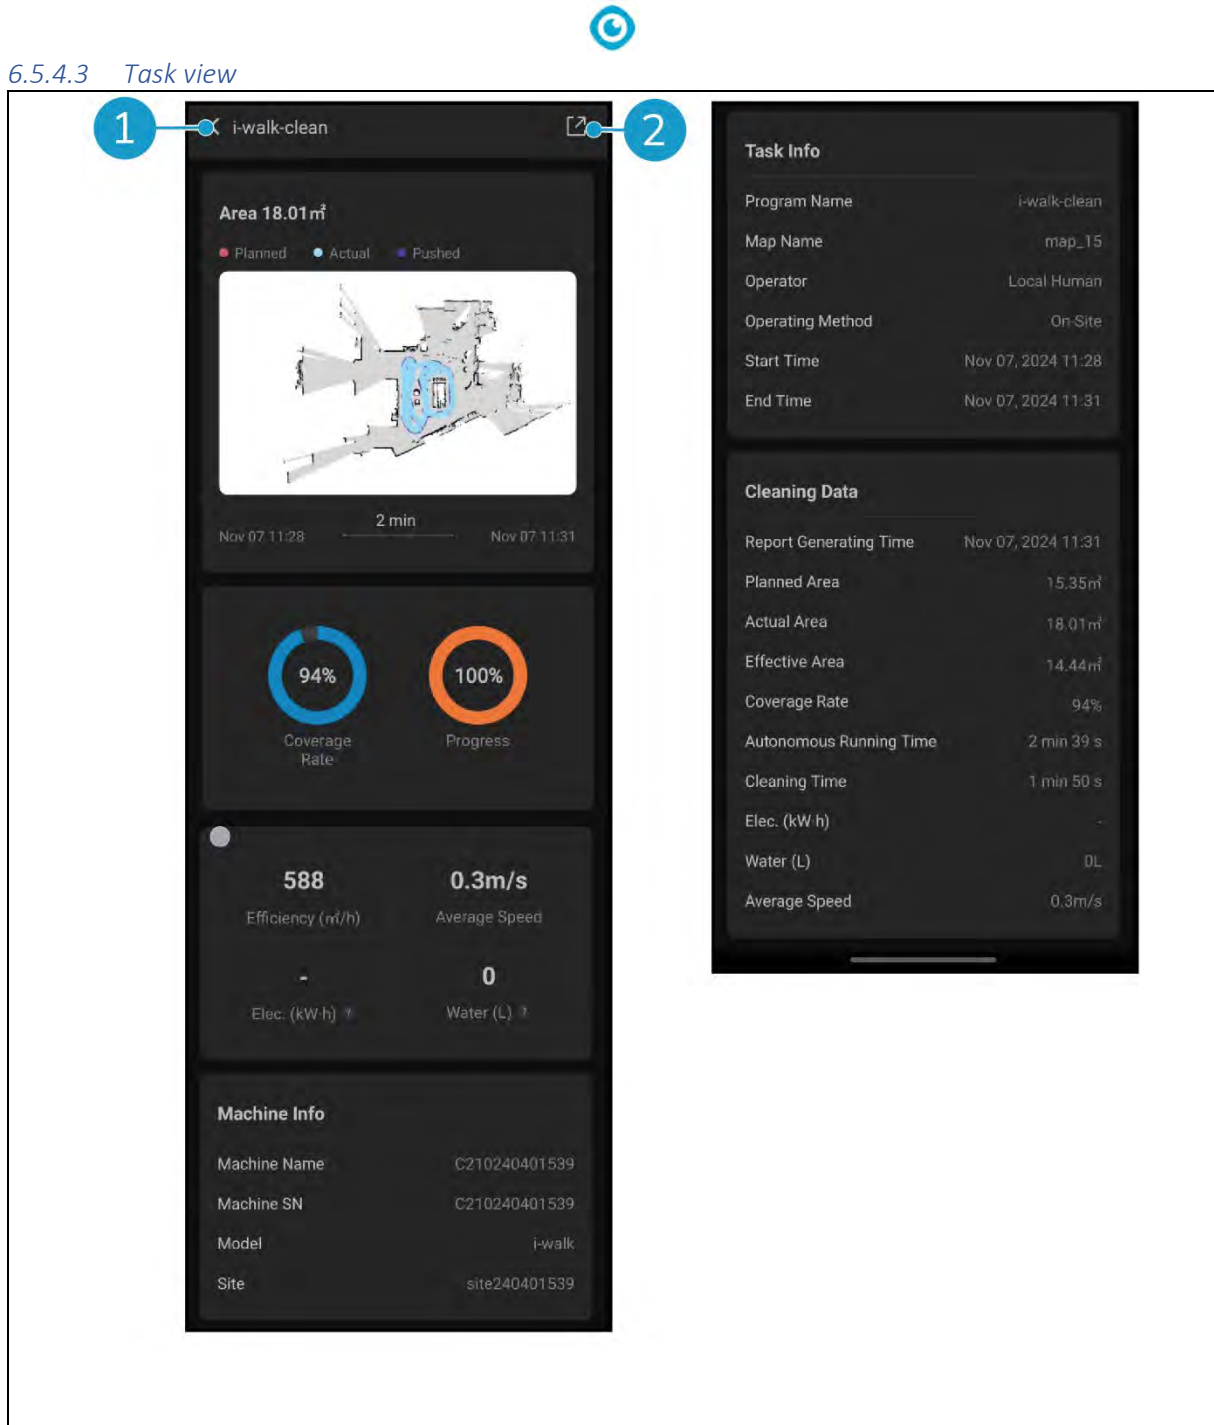 6.5.4.3 Task view
1
i-walk-clean
2
Area 18.01㎡
Planned Actual Pushed
2 min
Nov 07 11:28 Nov 07 11:31
94% 100%
Coverage Progress
Rate
588 0.3m/s
Efficiency (㎡/h) Average Speed
- 0
Elec. (kW·h) ? Water (L) ?
Machine Info
Machine Name C210240401539
Machine SN C210240401539
Model i-walk
Site site240401539
Task Info
Program Name i-walk-clean
Map Name map_15
Operator Local Human
Operating Method On-Site
Start Time Nov 07, 2024 11:28
End Time Nov 07, 2024 11:31
Cleaning Data
Report Generating Time Nov 07, 2024 11:31
Planned Area 15.35㎡
Actual Area 18.01㎡
Effective Area 14.44㎡
Coverage Rate 94%
Autonomous Running Time 2 min 39 s
Cleaning Time 1 min 50 s
Elec. (kW·h) -
Water (L) 0L
Average Speed 0.3m/s